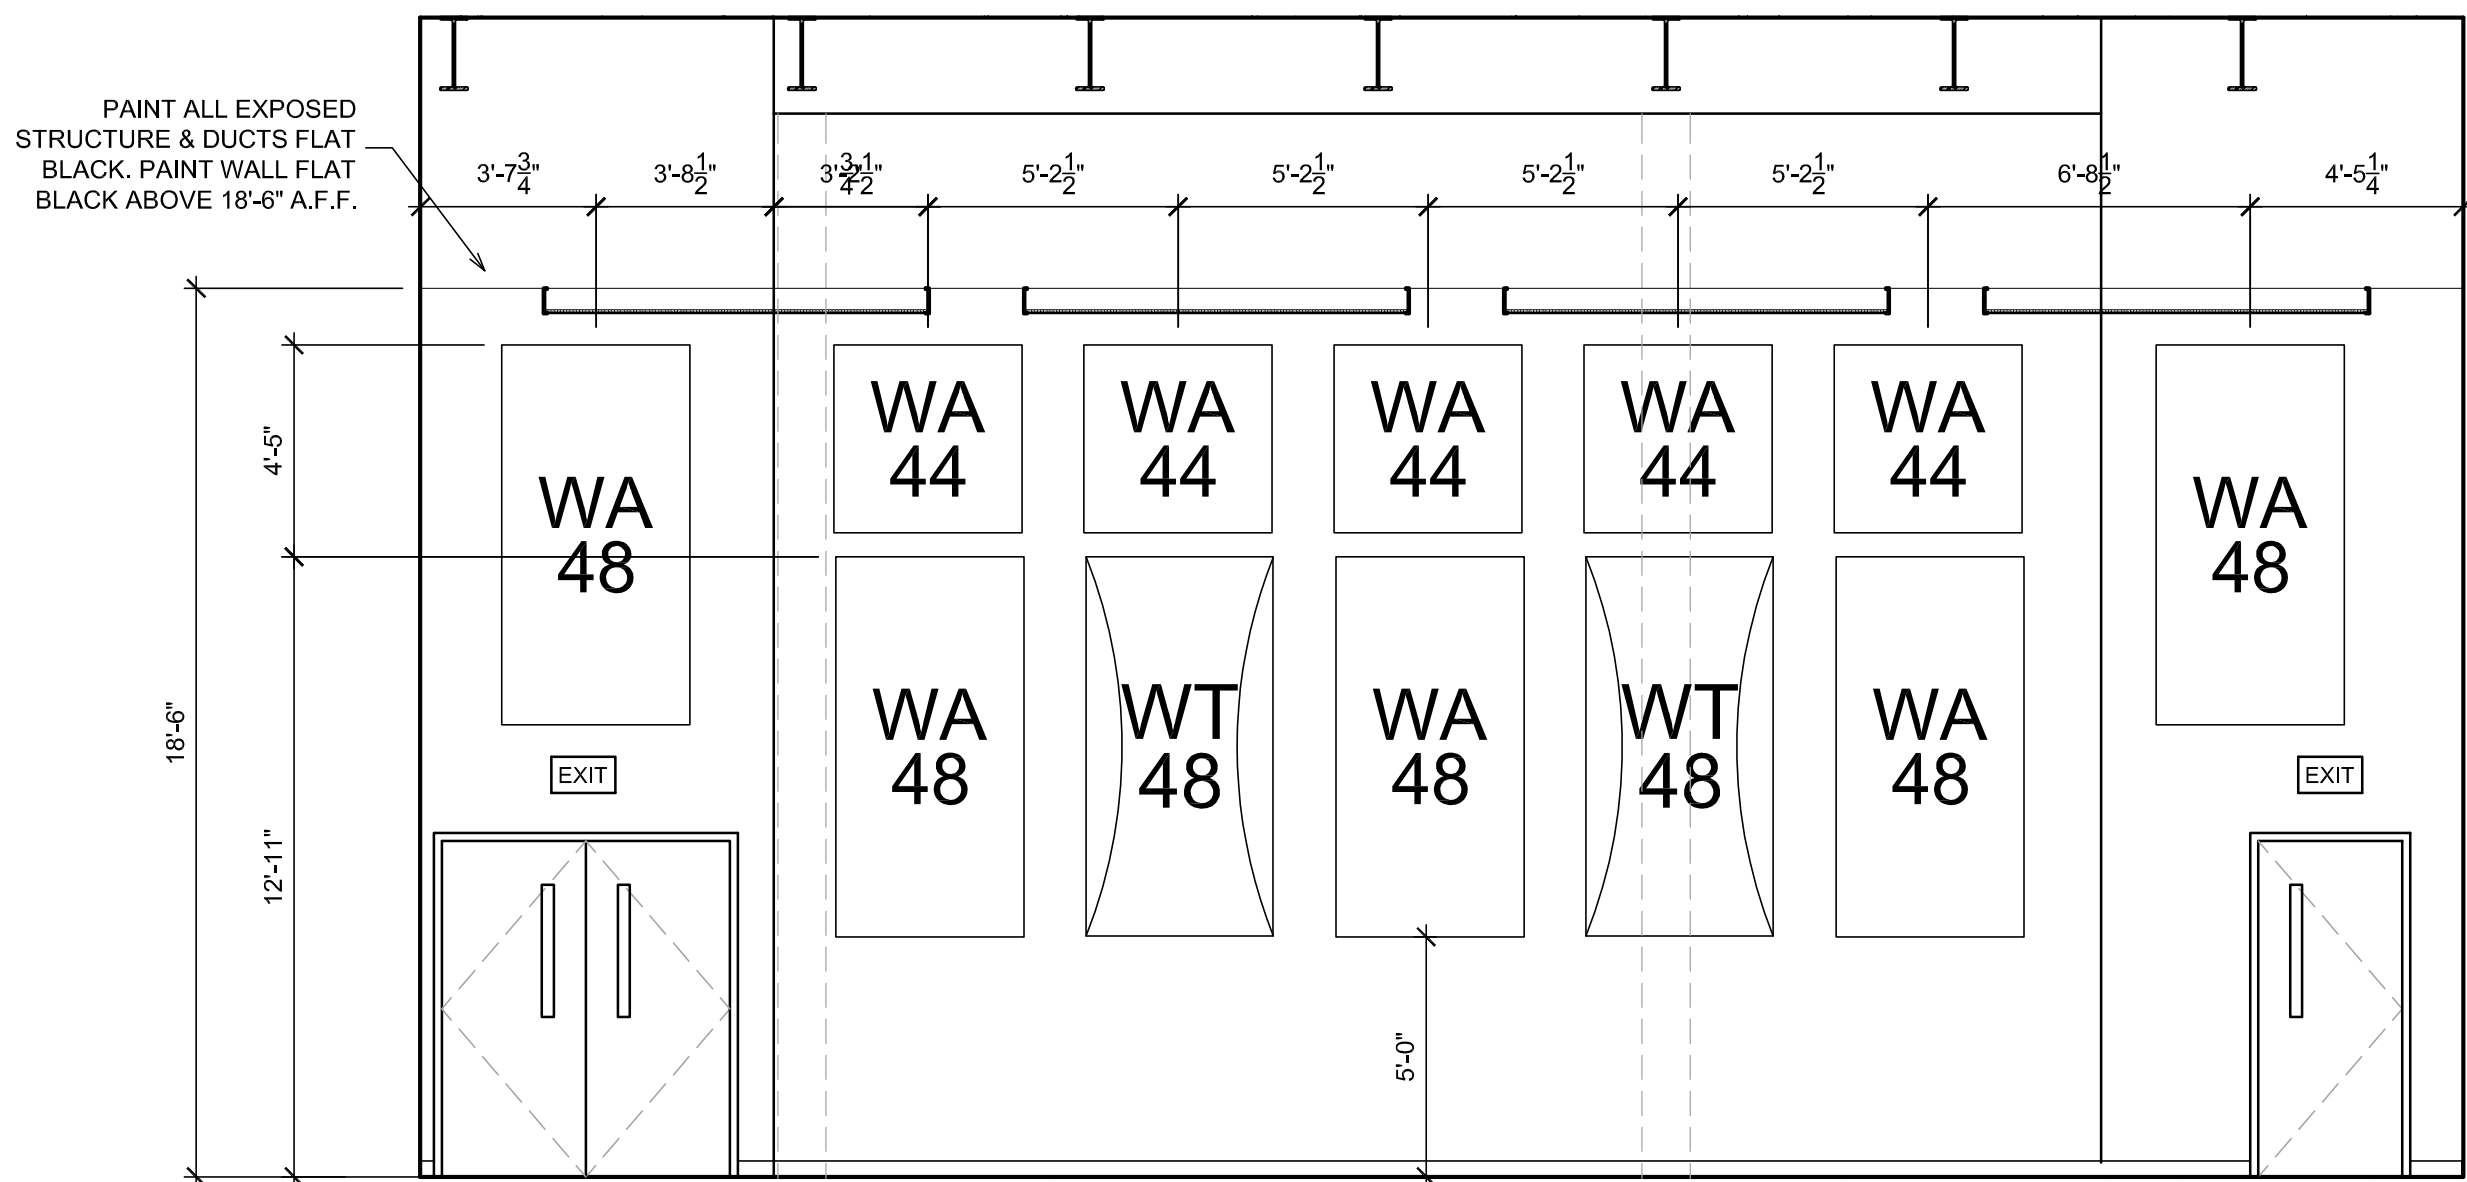 PAINT ALL EXPOSED
STRUCTURE & DUCTS FLAT
BLACK. PAINT WALL FLAT
BLACK ABOVE 18'-6" A.F.F.
3'-7 3/4"
3'-8 1/2"
3'-2 1/2"
5'-2 1/2"
5'-2 1/2"
5'-2 1/2"
5'-2 1/2"
6'-8 1/2"
4'-5 1/4"
18'-6"
4'-5"
12'-11"
WA
48
WA
44
WA
44
WA
44
WA
44
WA
44
WA
48
WA
48
WT
48
WA
48
WT
48
WA
48
EXIT
EXIT
5'-0"